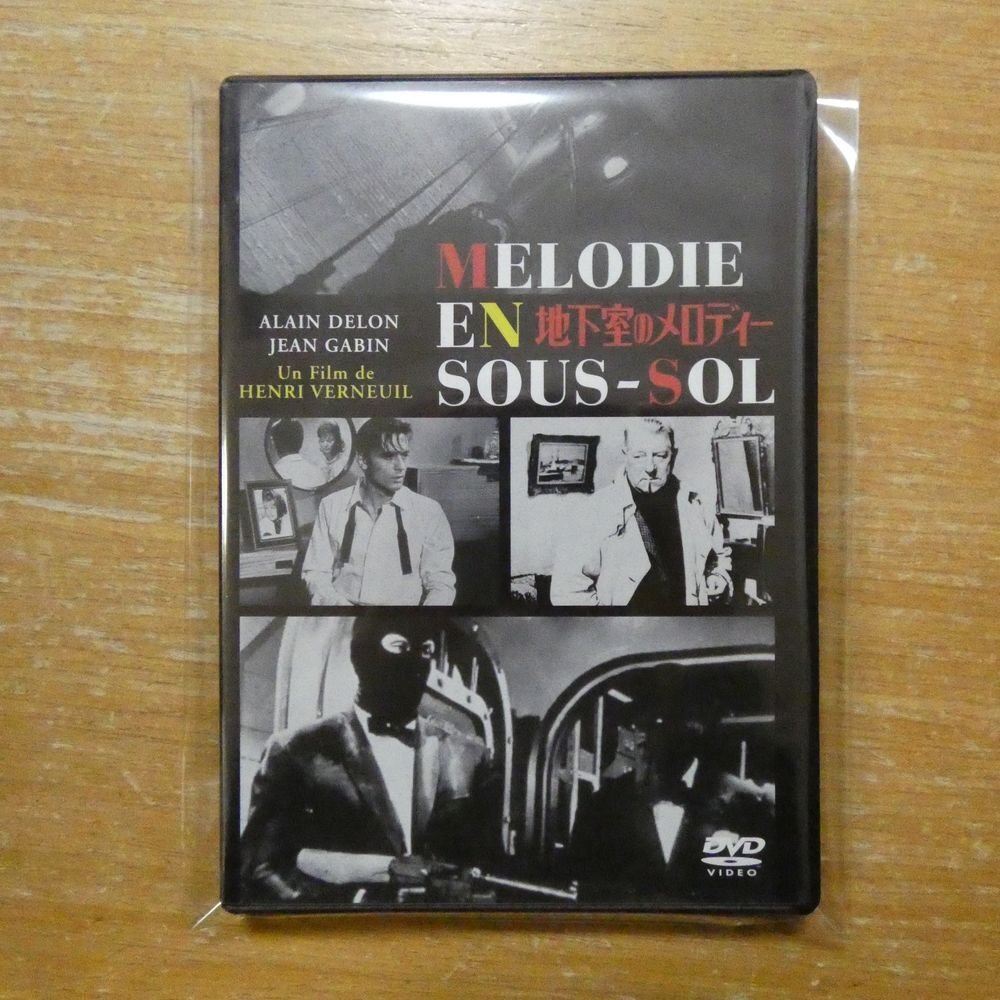 MELODIE
EN 地下室のメロディー
SOUS-SOL
ALAIN DELON
JEAN GABIN
Un Film de
HENRI VERNEUIL
DVD
VIDEO